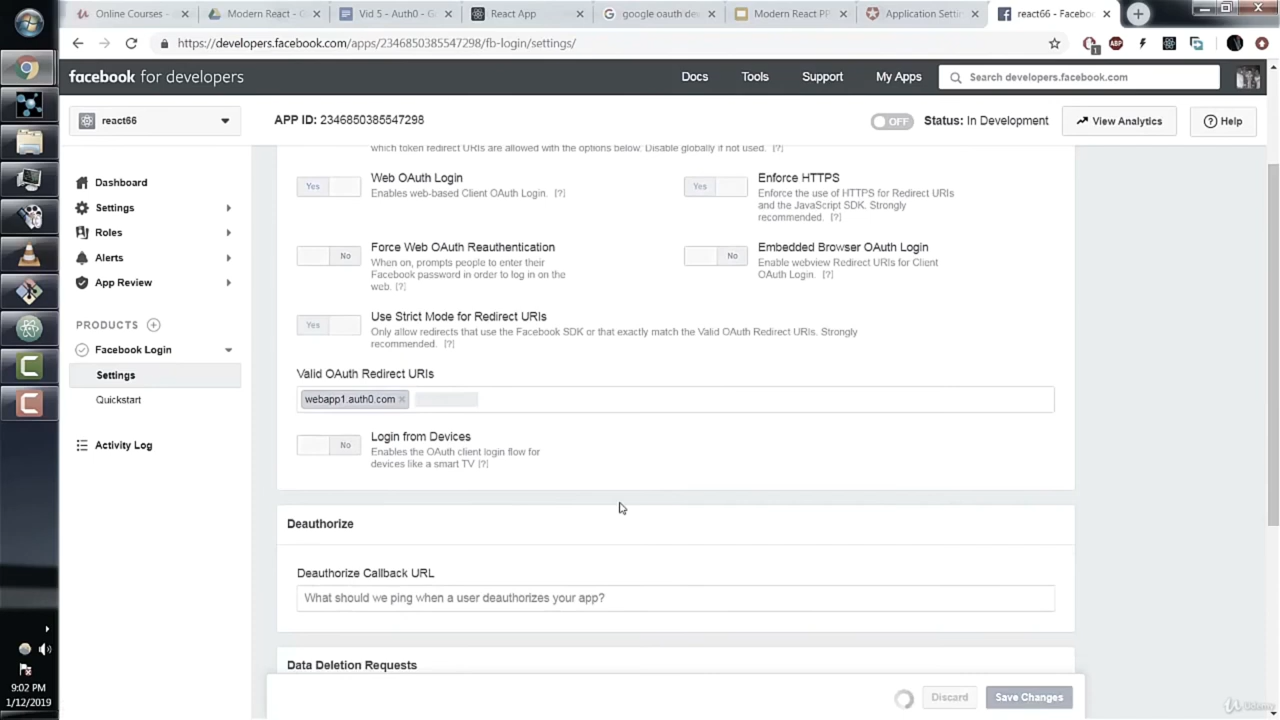 Online Courses -
Modern React - G
Vid 5 - Auth0 - G
React App
google oauth de
Modern React PP
Application Setti
react66 - Facebo
https://developers.facebook.com/apps/2346850385547298/fb-login/settings/
ABP
1
facebook for developers
Docs
Tools
Support
My Apps
Search developers.facebook.com
react66
APP ID: 2346850385547298
OFF
Status: In Development
View Analytics
Help
Dashboard
Settings
Roles
Alerts
App Review
PRODUCTS
Facebook Login
Settings
Quickstart
Activity Log
which token redirect URIs are allowed with the options below. Disable globally if not used. [?]
Yes
Web OAuth Login
Enables web-based Client OAuth Login. [?]
Yes
Enforce HTTPS
Enforce the use of HTTPS for Redirect URIs
and the JavaScript SDK. Strongly
recommended. [?]
No
Force Web OAuth Reauthentication
When on, prompts people to enter their
Facebook password in order to log in on the
web. [?]
No
Embedded Browser OAuth Login
Enable webview Redirect URIs for Client
OAuth Login. [?]
Yes
Use Strict Mode for Redirect URIs
Only allow redirects that use the Facebook SDK or that exactly match the Valid OAuth Redirect URIs. Strongly
recommended. [?]
Valid OAuth Redirect URIs
webapp1.auth0.com ×
No
Login from Devices
Enables the OAuth client login flow for
devices like a smart TV [?]
Deauthorize
Deauthorize Callback URL
What should we ping when a user deauthorizes your app?
Data Deletion Requests
Discard
Save Changes
9:02 PM
1/12/2019
Udemy